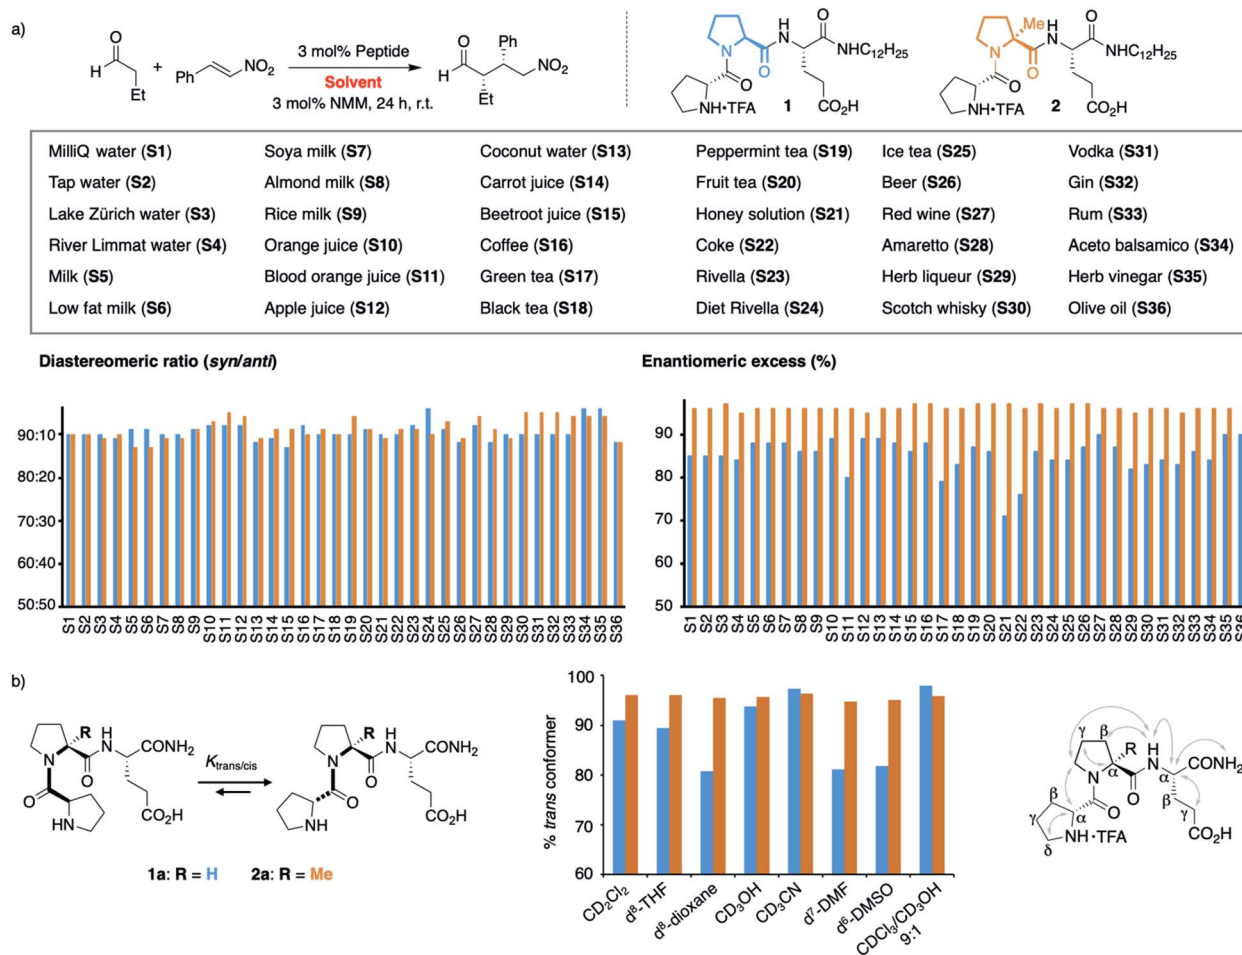 a)
H
O
Et
+
Ph
NO2
3 mol% Peptide
Solvent
3 mol% NMM, 24 h, r.t.
O
Ph
H
NO2
Et
N
O
H
N
O
NHC12H25
O
NH•TFA
1
CO2H
N
Me
O
H
N
O
NHC12H25
O
NH•TFA
2
CO2H
MilliQ water (S1) Soya milk (S7) Coconut water (S13) Peppermint tea (S19) Ice tea (S25) Vodka (S31)
Tap water (S2) Almond milk (S8) Carrot juice (S14) Fruit tea (S20) Beer (S26) Gin (S32)
Lake Zürich water (S3) Rice milk (S9) Beetroot juice (S15) Honey solution (S21) Red wine (S27) Rum (S33)
River Limmat water (S4) Orange juice (S10) Coffee (S16) Coke (S22) Amaretto (S28) Aceto balsamico (S34)
Milk (S5) Blood orange juice (S11) Green tea (S17) Rivella (S23) Herb liqueur (S29) Herb vinegar (S35)
Low fat milk (S6) Apple juice (S12) Black tea (S18) Diet Rivella (S24) Scotch whisky (S30) Olive oil (S36)
Diastereomeric ratio (syn/anti)
90:10
80:20
70:30
60:40
50:50
S1 S2 S3 S4 S5 S6 S7 S8 S9 S10 S11 S12 S13 S14 S15 S16 S17 S18 S19 S20 S21 S22 S23 S24 S25 S26 S27 S28 S29 S30 S31 S32 S33 S34 S35 S36
Enantiomeric excess (%)
90
80
70
60
50
S1 S2 S3 S4 S5 S6 S7 S8 S9 S10 S11 S12 S13 S14 S15 S16 S17 S18 S19 S20 S21 S22 S23 S24 S25 S26 S27 S28 S29 S30 S31 S32 S33 S34 S35 S36
b)
N
R
O
H
N
CONH2
O
HN
CO2H
Ktrans/cis
N
R
O
H
N
CONH2
O
NH
CO2H
1a: R = H 2a: R = Me
% trans conformer
100
90
80
70
60
CD2Cl2
d8-THF
d8-dioxane
CD3OH
CD3CN
d7-DMF
d6-DMSO
CDCl3/CD3OH
9:1
γ
β
R
H
N
α
CONH2
N
α
O
β
γ
β
O
γ
α
NH•TFA
δ
CO2H